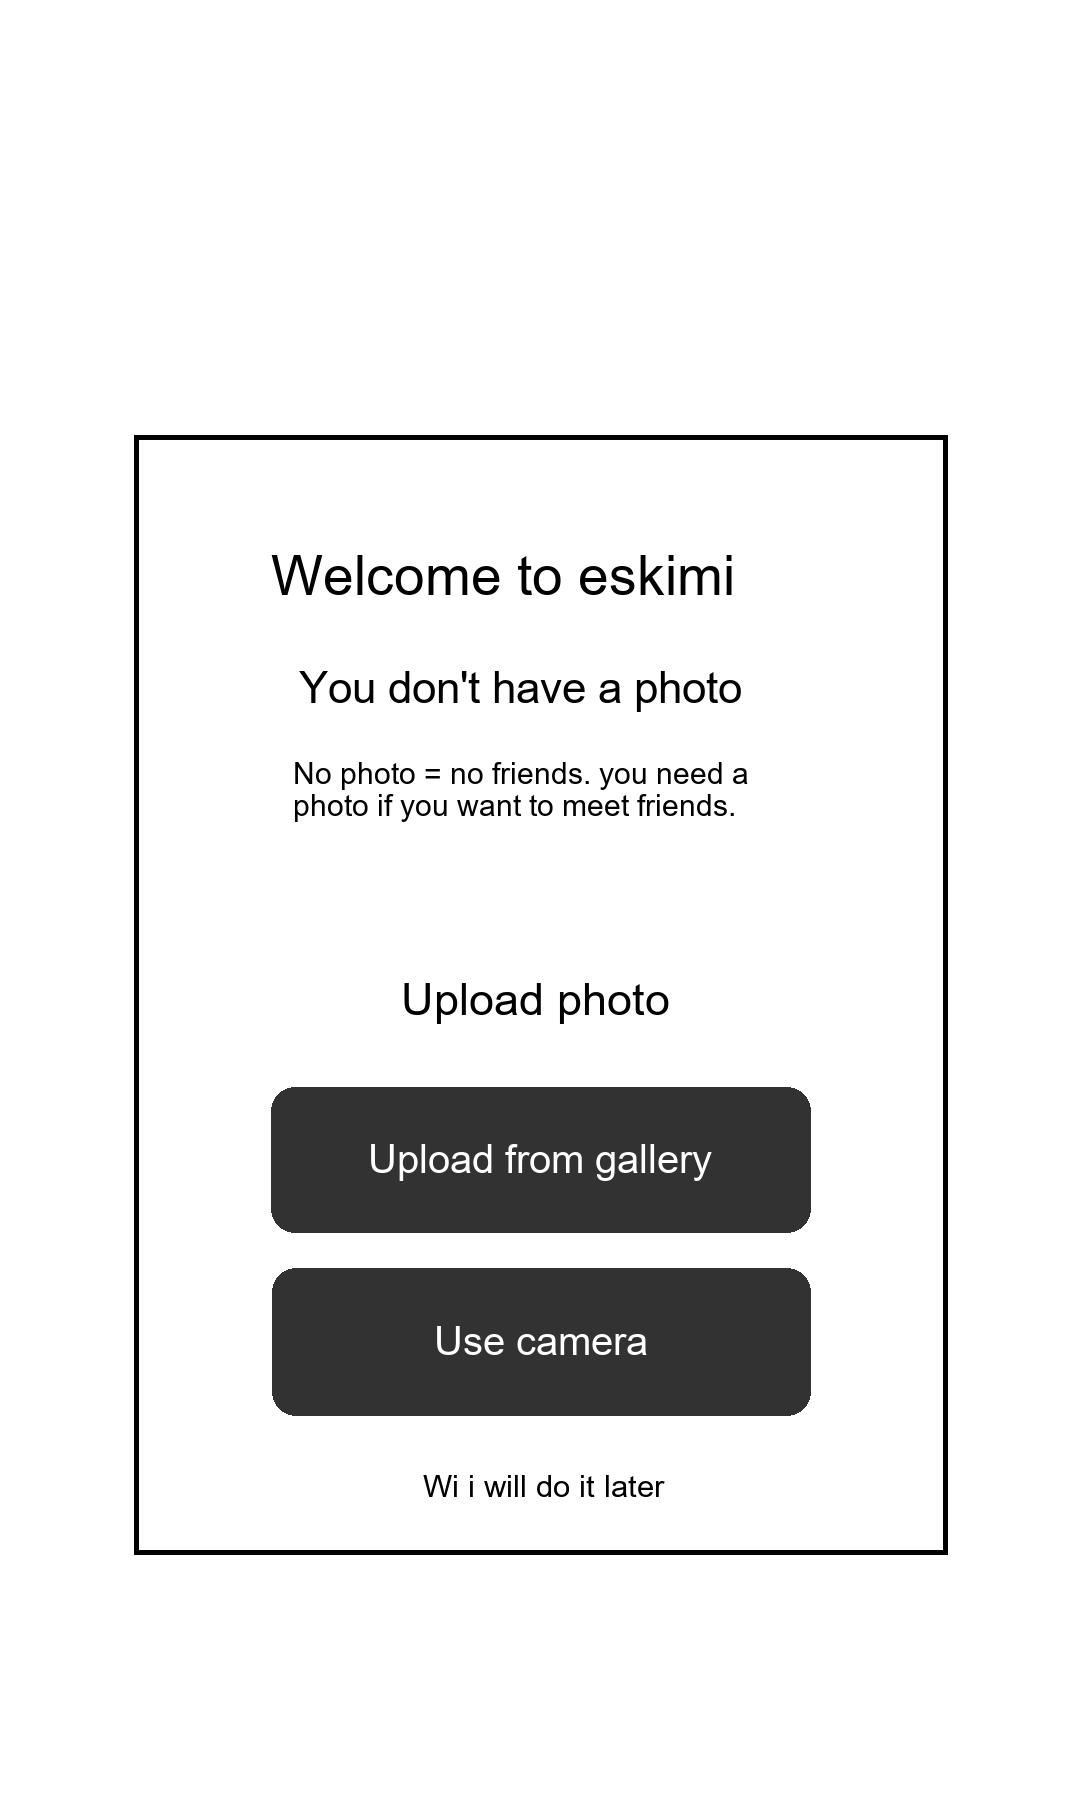 Welcome to eskimi
You don't have a photo
No photo = no friends. you need a
photo if you want to meet friends.
Upload photo
Upload from gallery
Use camera
Wi i will do it later